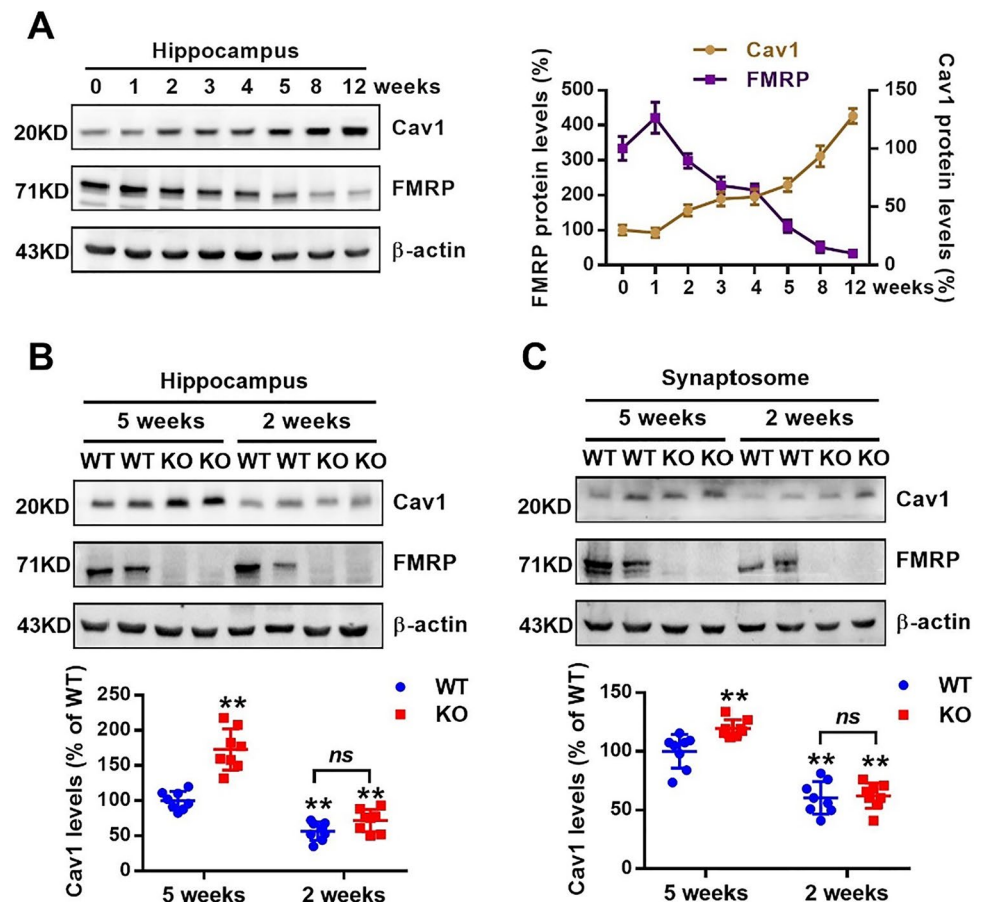 A
Hippocampus
0 1 2 3 4 5 8 12 weeks
20KD Cav1
71KD FMRP
43KD β-actin
Cav1
FMRP
FMRP protein levels (%)
500
400
300
200
100
0
Cav1 protein levels (%)
150
100
50
0
0 1 2 3 4 5 8 12 weeks
B
Hippocampus
5 weeks 2 weeks
WT WT KO KO WT WT KO KO
20KD Cav1
71KD FMRP
43KD β-actin
Cav1 levels (% of WT)
250
200
150
100
50
0
WT
KO
**
ns
** **
5 weeks 2 weeks
C
Synaptosome
5 weeks 2 weeks
WT WT KO KO WT WT KO KO
20KD Cav1
71KD FMRP
43KD β-actin
Cav1 levels (% of WT)
150
100
50
0
WT
KO
**
ns
** **
5 weeks 2 weeks